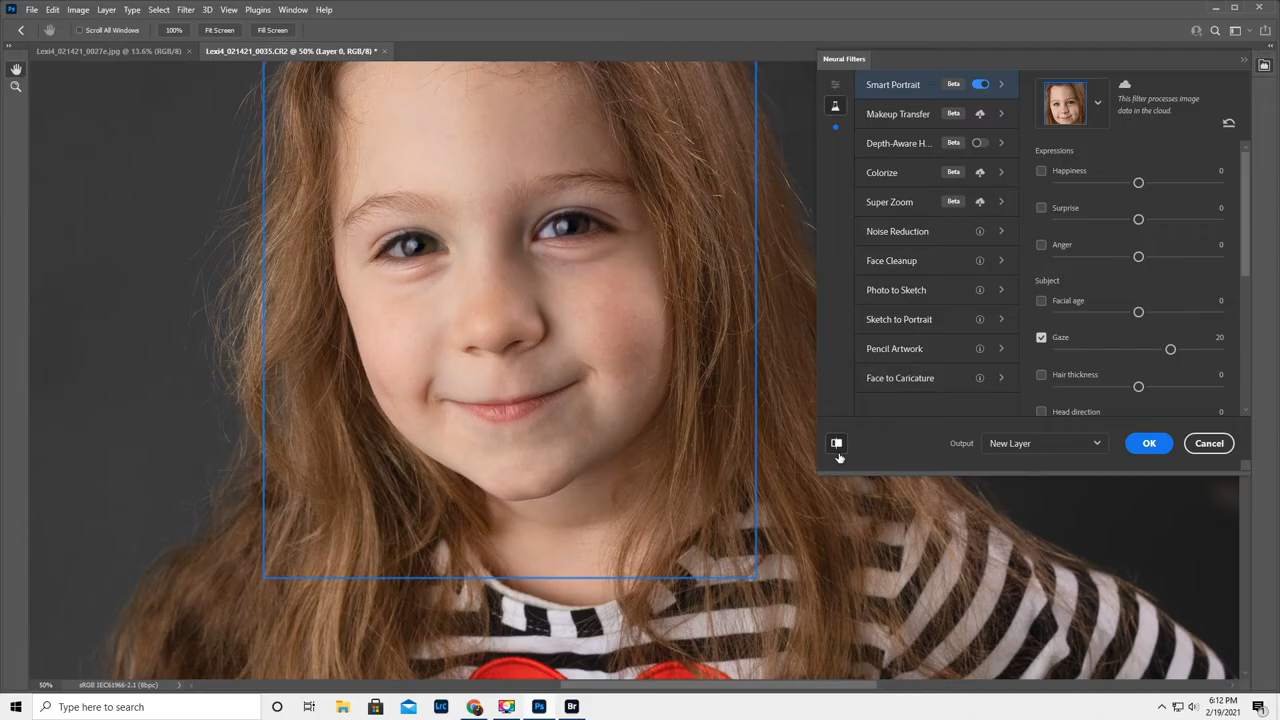 Ps File Edit Image Layer Type Select Filter 3D View Plugins Window Help
Scroll All Windows 100% Fit Screen Fill Screen
Lexi4_021421_0027e.jpg @ 13.6% (RGB/8) × Lexi4_021421_0035.CR2 @ 50% (Layer 0, RGB/8) * ×
Neural Filters
Smart Portrait Beta
Makeup Transfer Beta
Depth-Aware H... Beta
Colorize Beta
Super Zoom Beta
Noise Reduction
Face Cleanup
Photo to Sketch
Sketch to Portrait
Pencil Artwork
Face to Caricature
This filter processes image
data in the cloud.
Expressions
Happiness 0
Surprise 0
Anger 0
Subject
Facial age 0
Gaze 20
Hair thickness 0
Head direction 0
Output New Layer OK Cancel
50% sRGB IEC61966-2.1 (8bpc)
Type here to search
LrC Ps Br
6:12 PM
2/19/2021
1